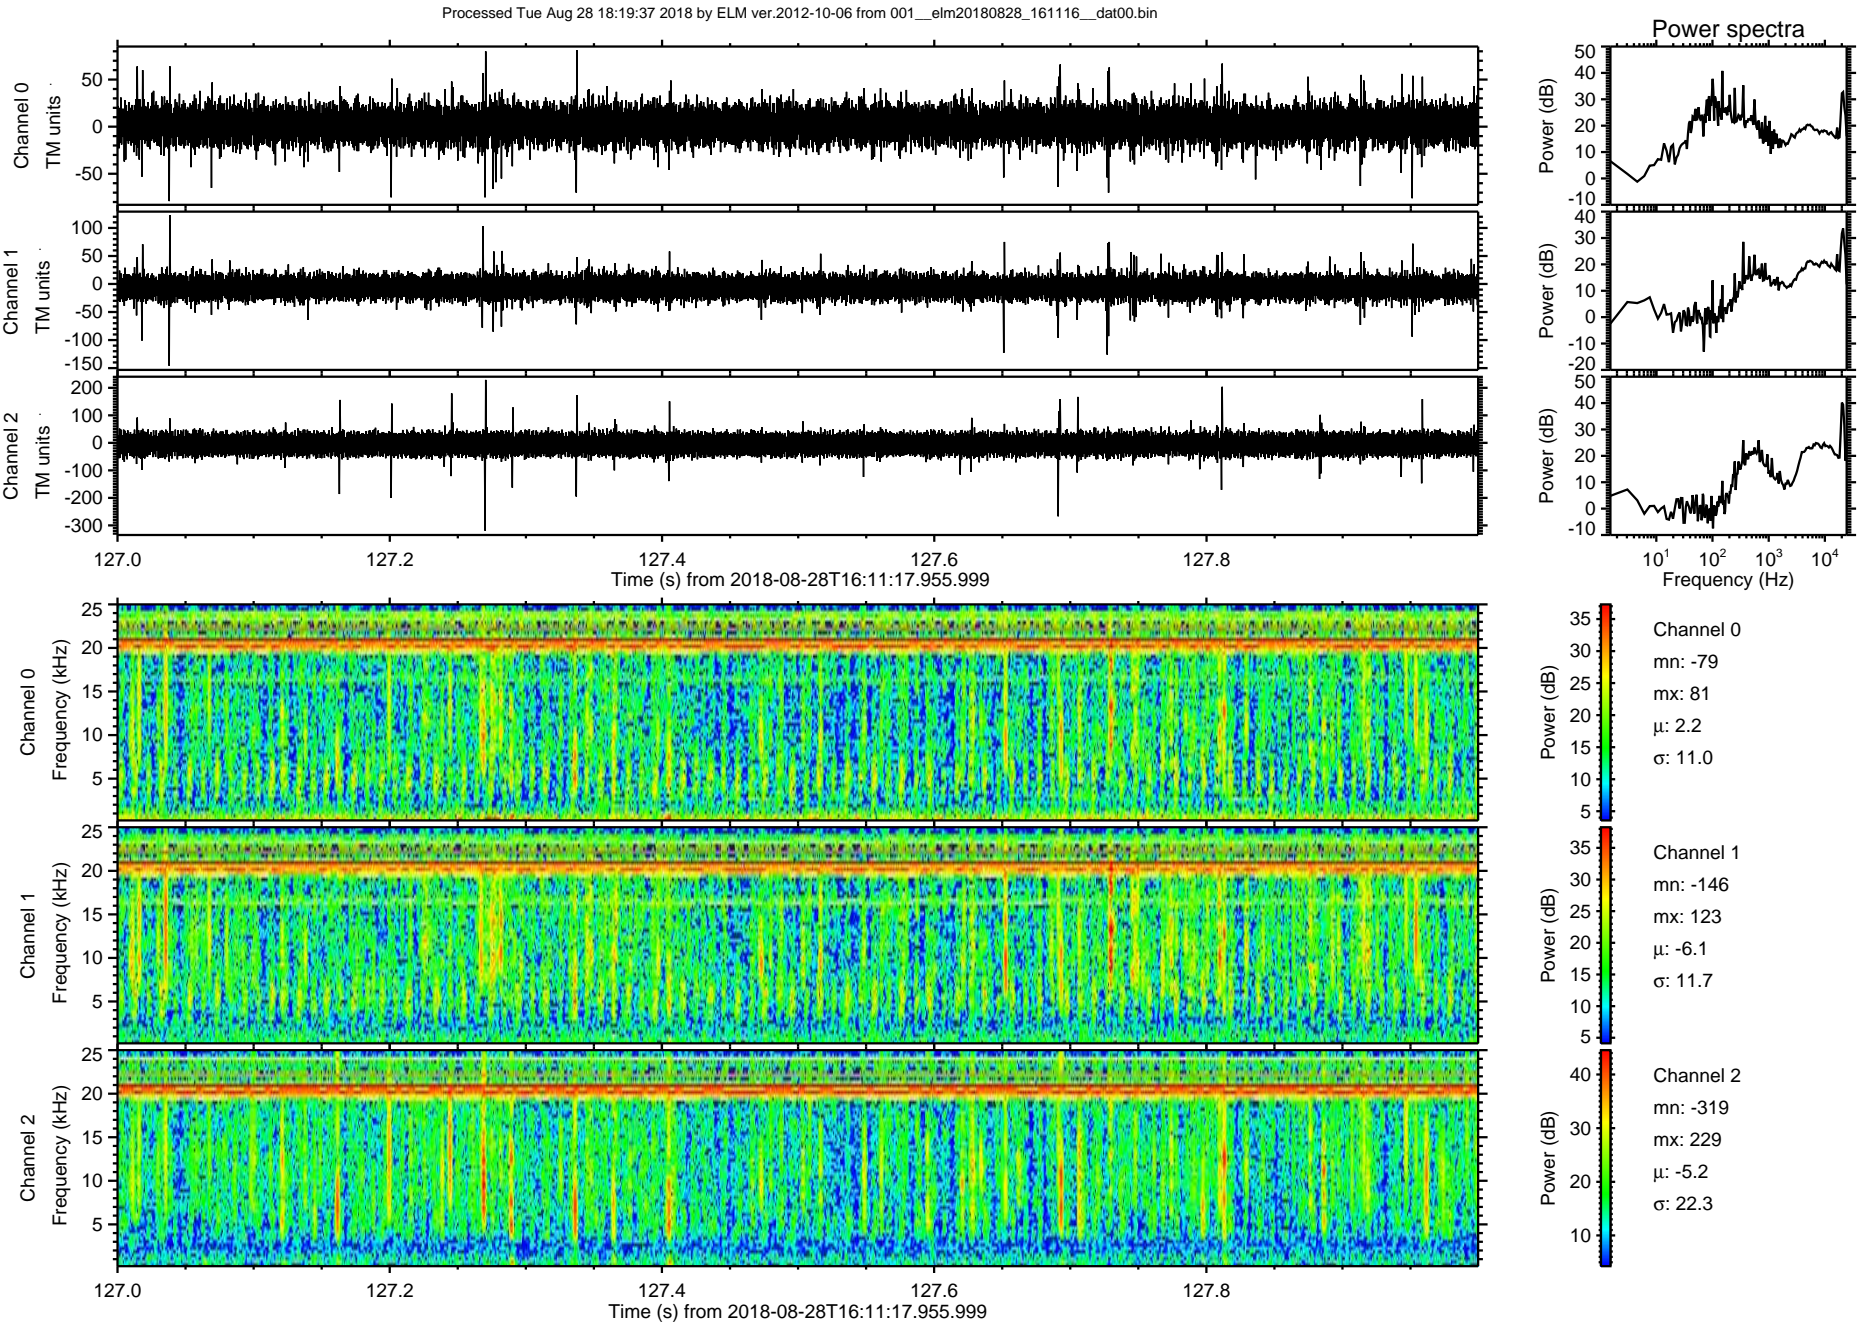 Processed Tue Aug 28 18:19:37 2018 by ELM ver.2012-10-06 from 001__elm20180828_161116__dat00.bin
Power spectra
Channel 0
TM units
50
0
-50
Power (dB)
50
40
30
20
10
0
-10
Channel 1
TM units
100
50
0
-50
-100
-150
Power (dB)
40
30
20
10
0
-10
-20
Channel 2
TM units
200
100
0
-100
-200
-300
Power (dB)
50
40
30
20
10
0
-10
127.0 127.2 127.4 127.6 127.8
Time (s) from 2018-08-28T16:11:17.955.999
10^1 10^2 10^3 10^4
Frequency (Hz)
Channel 0
Frequency (kHz)
25
20
15
10
5
Power (dB)
35
30
25
20
15
10
5
Channel 0
mn: -79
mx: 81
μ: 2.2
σ: 11.0
Channel 1
Frequency (kHz)
25
20
15
10
5
Power (dB)
35
30
25
20
15
10
5
Channel 1
mn: -146
mx: 123
μ: -6.1
σ: 11.7
Channel 2
Frequency (kHz)
25
20
15
10
5
Power (dB)
40
30
20
10
Channel 2
mn: -319
mx: 229
μ: -5.2
σ: 22.3
127.0 127.2 127.4 127.6 127.8
Time (s) from 2018-08-28T16:11:17.955.999